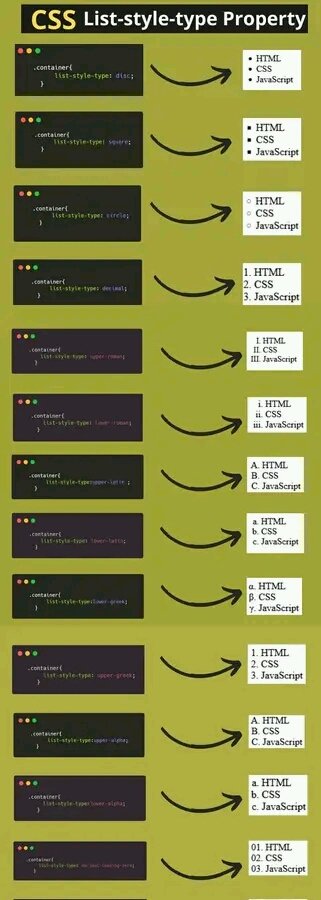 CSS List-style-type Property
.container{
list-style-type: disc;
}
• HTML
• CSS
• JavaScript
.container{
list-style-type: square;
}
▪ HTML
▪ CSS
▪ JavaScript
.container{
list-style-type: circle;
}
○ HTML
○ CSS
○ JavaScript
.container{
list-style-type: decimal;
}
1. HTML
2. CSS
3. JavaScript
.container{
list-style-type: upper-roman;
}
I. HTML
II. CSS
III. JavaScript
.container{
list-style-type: lower-roman;
}
i. HTML
ii. CSS
iii. JavaScript
.container{
list-style-type:upper-latin ;
}
A. HTML
B. CSS
C. JavaScript
.container{
list-style-type: lower-latin;
}
a. HTML
b. CSS
c. JavaScript
.container{
list-style-type:lower-greek;
}
α. HTML
β. CSS
γ. JavaScript
.container{
list-style-type: upper-greek;
}
1. HTML
2. CSS
3. JavaScript
.container{
list-style-type:upper-alpha;
}
A. HTML
B. CSS
C. JavaScript
.container{
list-style-type:lower-alpha;
}
a. HTML
b. CSS
c. JavaScript
.container{
list-style-type: decimal-leading-zero;
}
01. HTML
02. CSS
03. JavaScript